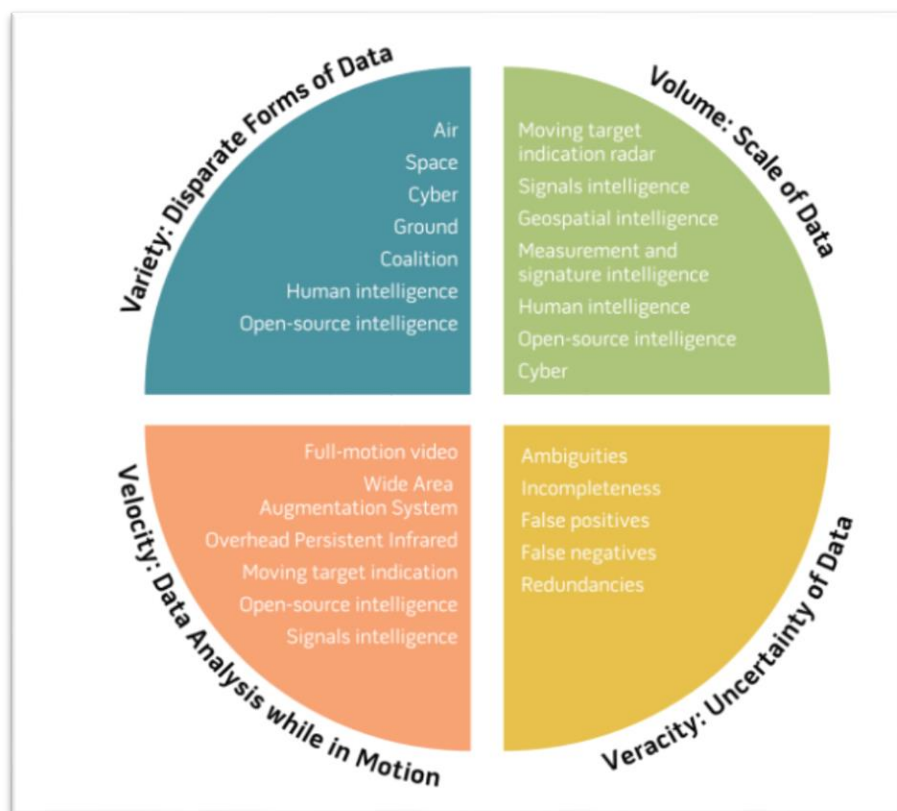 Variety: Disparate Forms of Data
Air
Space
Cyber
Ground
Coalition
Human intelligence
Open-source intelligence
Volume: Scale of Data
Moving target
indication radar
Signals intelligence
Geospatial intelligence
Measurement and
signature intelligence
Human intelligence
Open-source intelligence
Cyber
Velocity: Data Analysis while in Motion
Full-motion video
Wide Area
Augmentation System
Overhead Persistent Infrared
Moving target indication
Open-source intelligence
Signals intelligence
Veracity: Uncertainty of Data
Ambiguities
Incompleteness
False positives
False negatives
Redundancies